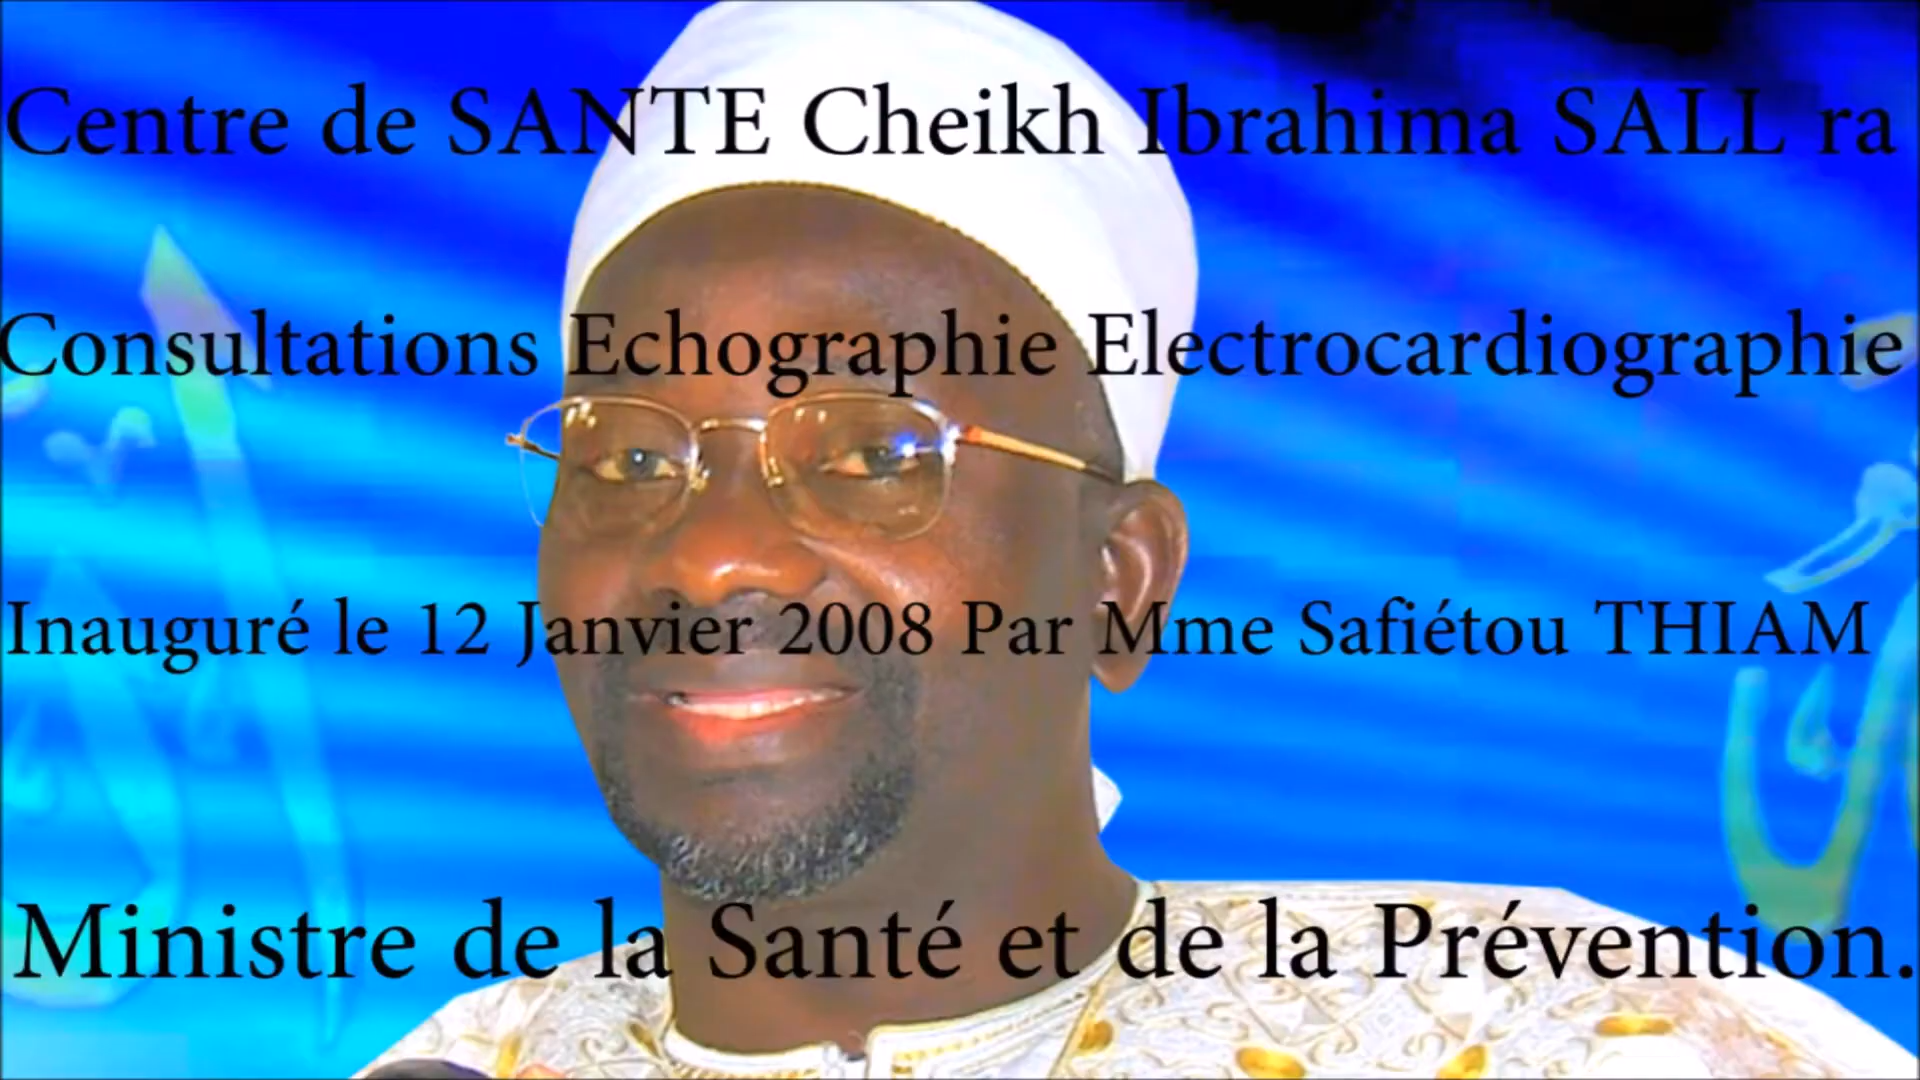 Centre de SANTE Cheikh Ibrahima SALL ra
Consultations Echographie Electrocardiographie
Inauguré le 12 Janvier 2008 Par Mme Safiétou THIAM
Ministre de la Santé et de la Prévention.